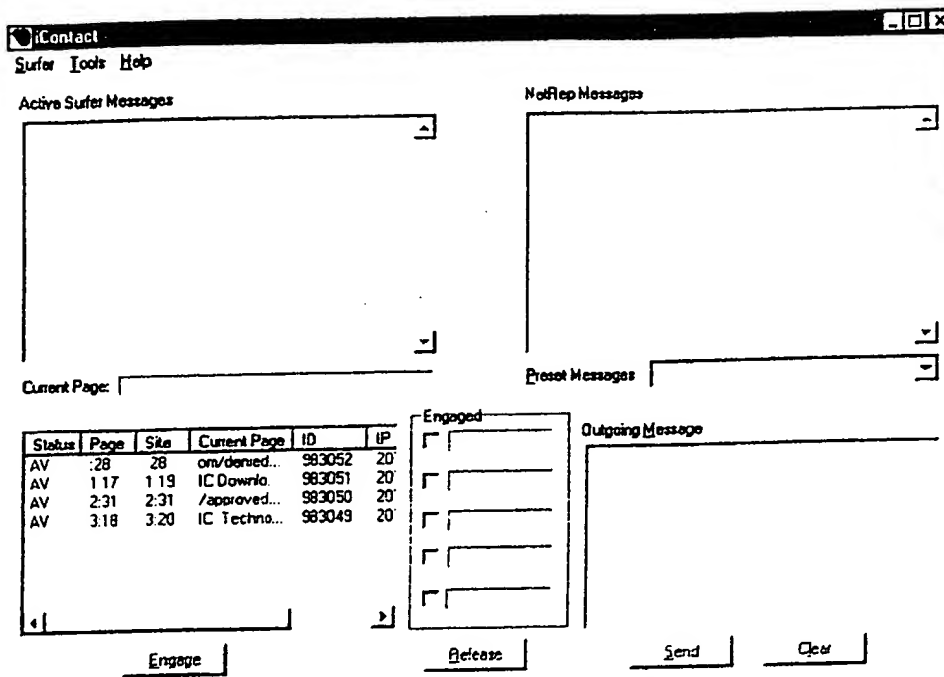 iContact
Surfer Tools Help
Active Surfer Messages
NetRep Messages
Current Page:
Preset Messages
Status Page Site Current Page ID IP
AV :28 28 om/denied... 983052 20
AV 1 17 1 19 IC Downlo. 983051 20
AV 2:31 2:31 /approved... 983050 20
AV 3:18 3:20 IC Techno... 983049 20
Engaged
Outgoing Message
Engage
Release
Send
Clear